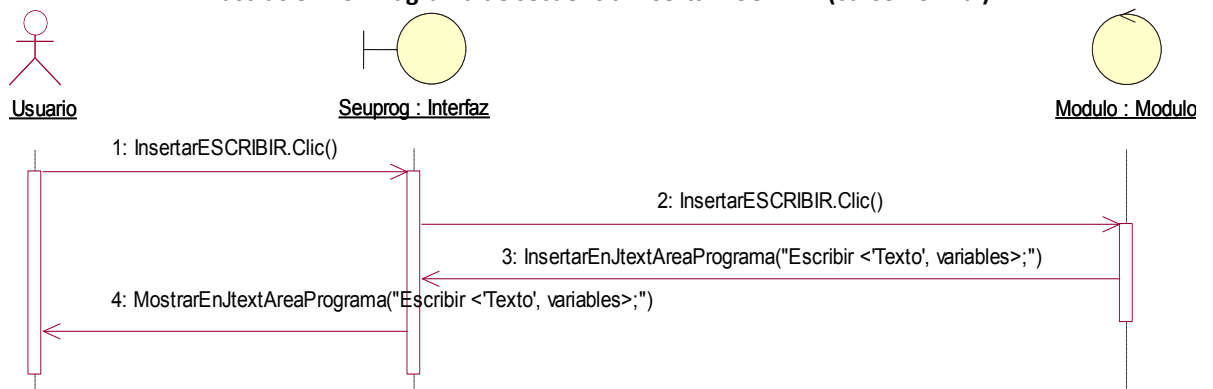 Usuario
Seuprog : Interfaz
Modulo : Modulo
1: InsertarESCRIBIR.Clic()
2: InsertarESCRIBIR.Clic()
3: InsertarEnJtextAreaPrograma("Escribir <'Texto', variables>;")
4: MostrarEnJtextAreaPrograma("Escribir <'Texto', variables>;")